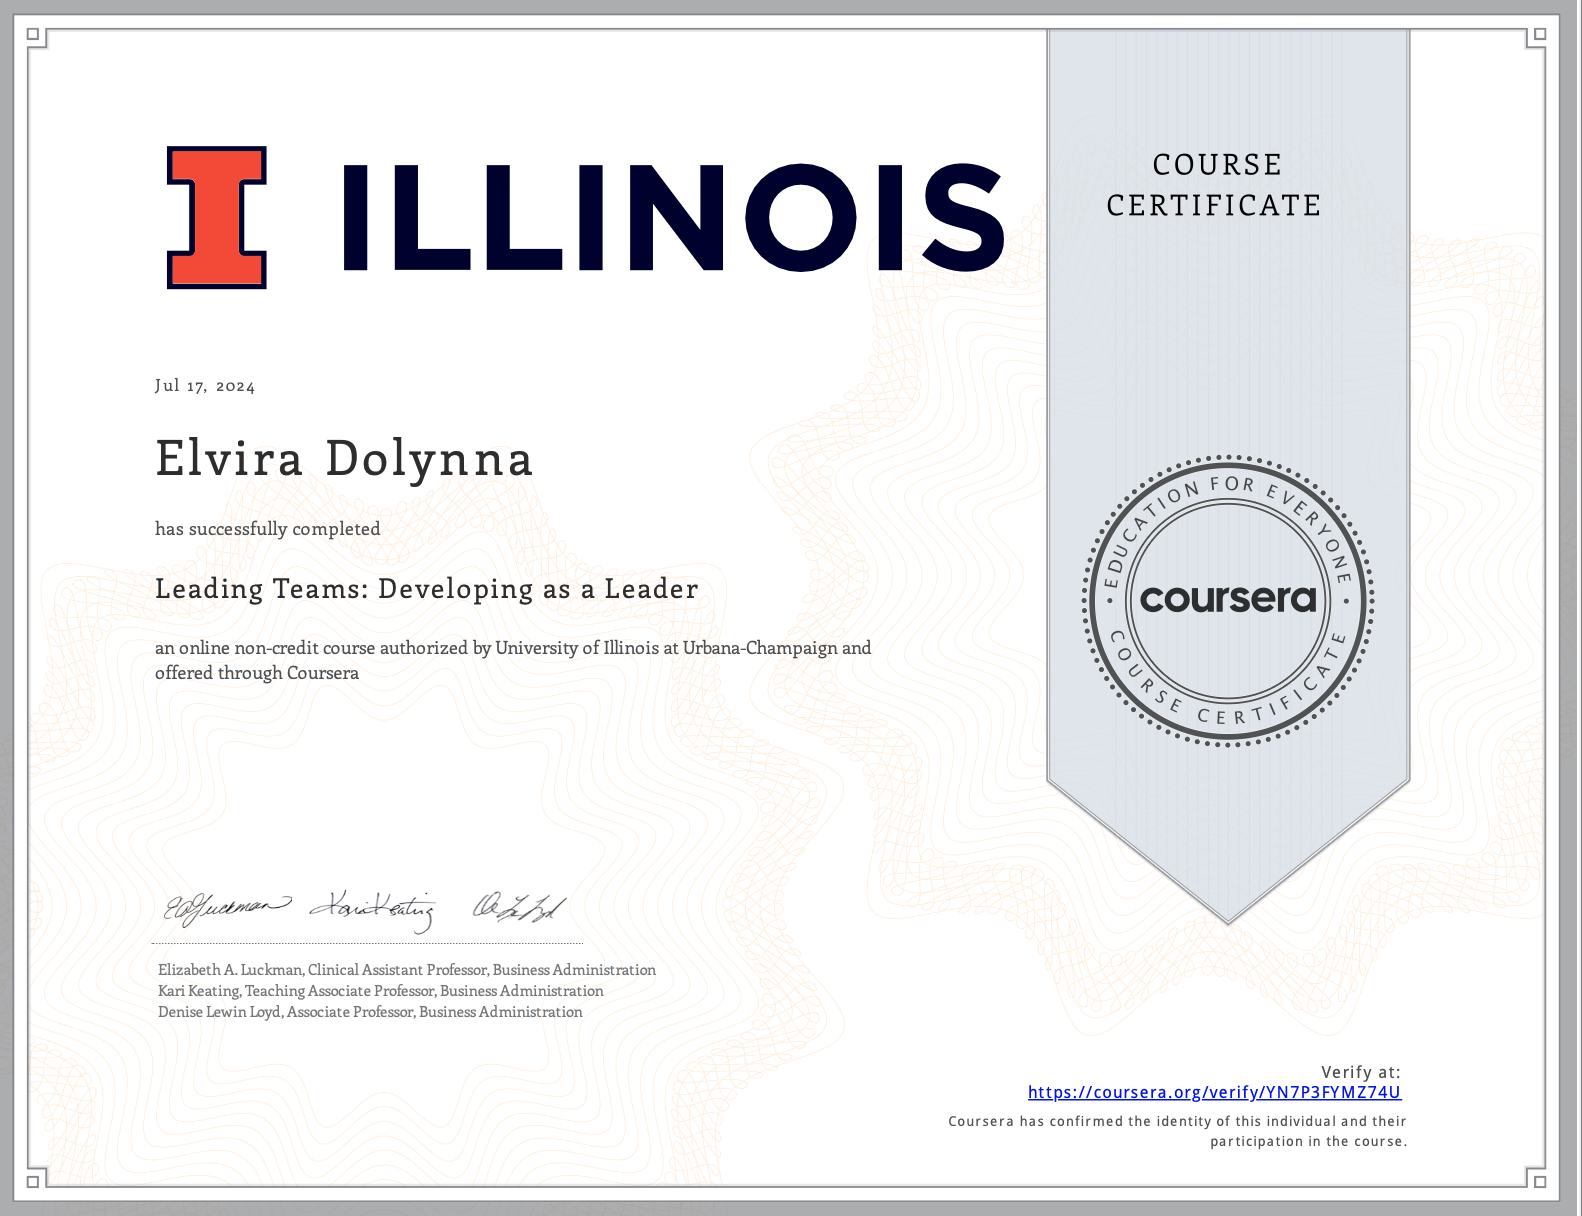 I ILLINOIS
COURSE
CERTIFICATE
Jul 17, 2024
Elvira Dolynna
has successfully completed
Leading Teams: Developing as a Leader
an online non-credit course authorized by University of Illinois at Urbana-Champaign and
offered through Coursera
EDUCATION FOR EVERYONE
coursera
COURSE CERTIFICATE
EALuckman Kari Keating
Elizabeth A. Luckman, Clinical Assistant Professor, Business Administration
Kari Keating, Teaching Associate Professor, Business Administration
Denise Lewin Loyd, Associate Professor, Business Administration
Verify at:
https://coursera.org/verify/YN7P3FYMZ74U
Coursera has confirmed the identity of this individual and their
participation in the course.